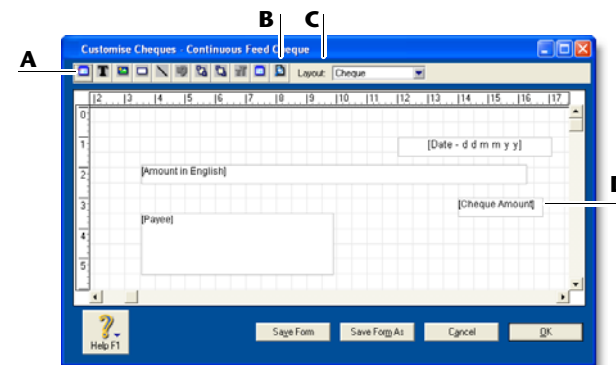 B C
A
Customise Cheques - Continuous Feed Cheque
T Layout: Cheque
|2 |3 |4 |5 |6 |7 |8 |9 |10 |11 |12 |13 |14 |15 |16 |17
0
1 [Date - d d m m y y]
2 [Amount in English]
3 [Cheque Amount]
[Payee]
4
5
Help F1
Save Form Save Form As Cancel OK